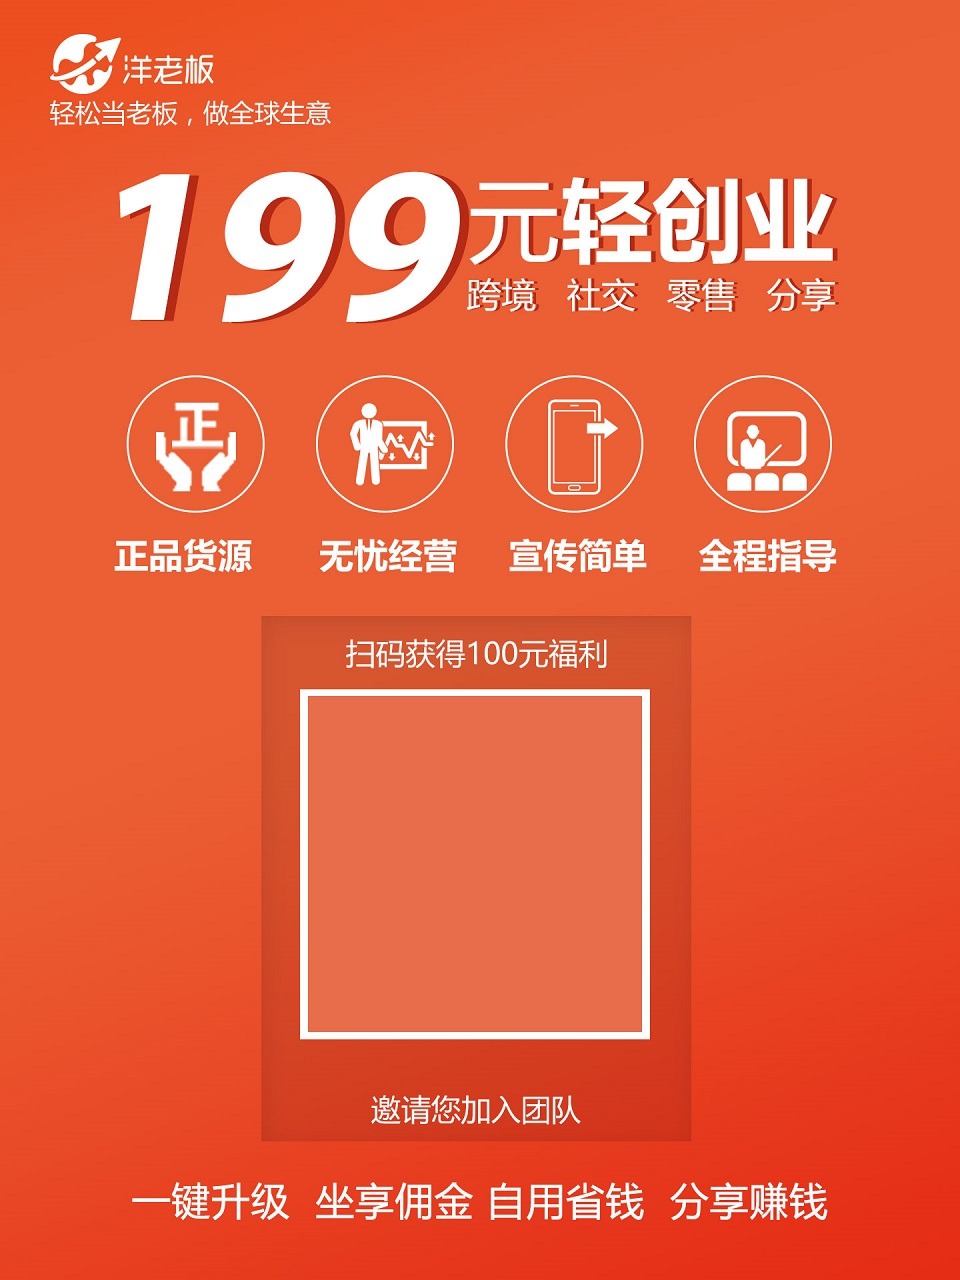 洋老板
轻松当老板，做全球生意
199元轻创业
跨境 社交 零售 分享
正
正品货源 无忧经营 宣传简单 全程指导
扫码获得100元福利
邀请您加入团队
一键升级 坐享佣金 自用省钱 分享赚钱